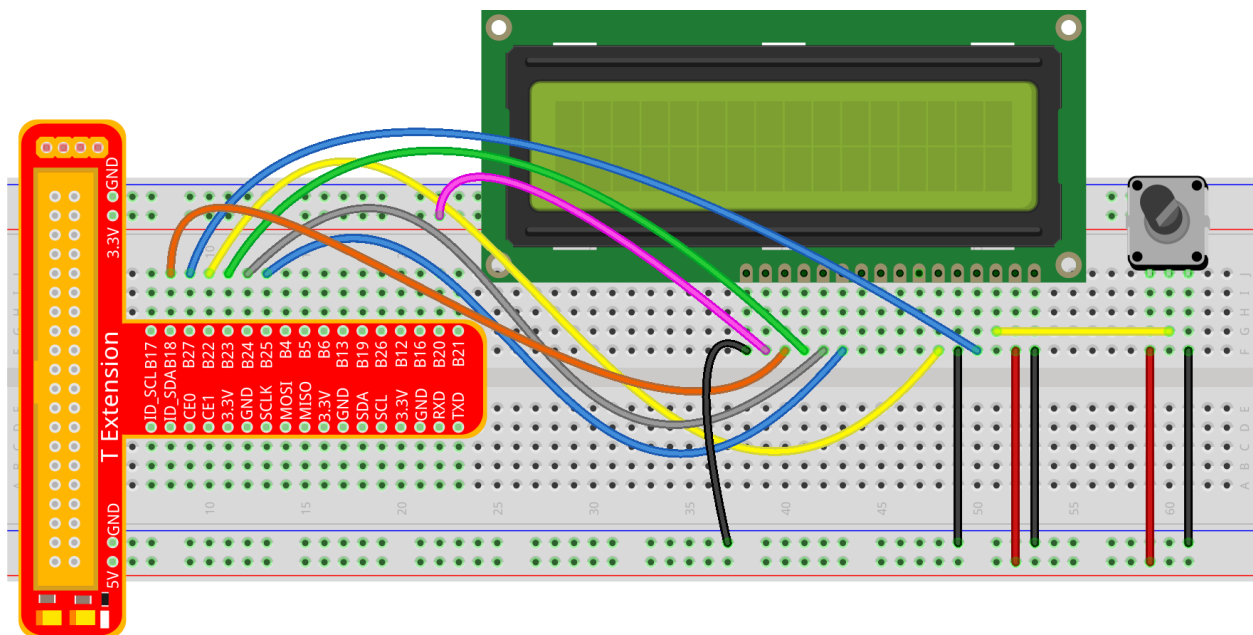 GND
3.3V
T Extension
GND
5V
B17
B18
B27
B22
B23
B24
B25
B4
B5
B6
B13
B19
B26
B12
B16
B20
B21
ID_SCL
ID_SDA
CE0
CE1
3.3V
GND
SCLK
MOSI
MISO
3.3V
GND
SDA
SCL
3.3V
GND
RXD
TXD
10
J
I
G
F
E
D
C
B
A
10
15
20
25
30
35
40
45
50
55
60